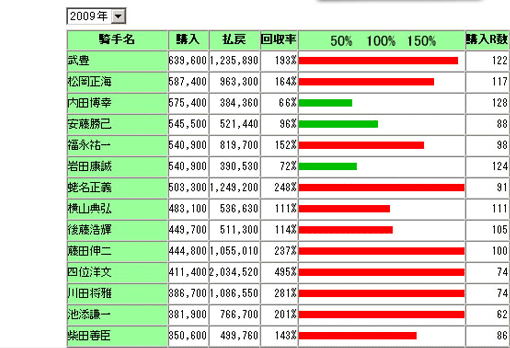 2009年
騎手名 購入 払戻 回収率 50% 100% 150% 購入R数
武豊 639,600 1,235,890 193% 122
松岡正海 587,400 963,300 164% 117
内田博幸 575,400 384,360 66% 128
安藤勝己 545,500 521,440 96% 88
福永祐一 540,900 819,700 152% 98
岩田康誠 540,900 390,530 72% 124
蛯名正義 503,300 1,249,200 248% 91
横山典弘 483,100 536,630 111% 111
後藤浩輝 449,700 511,300 114% 105
藤田伸二 444,800 1,055,010 237% 100
四位洋文 411,400 2,034,520 495% 74
川田将雅 386,700 1,086,550 281% 74
池添謙一 381,900 766,700 201% 62
柴田善臣 350,600 499,760 143% 86